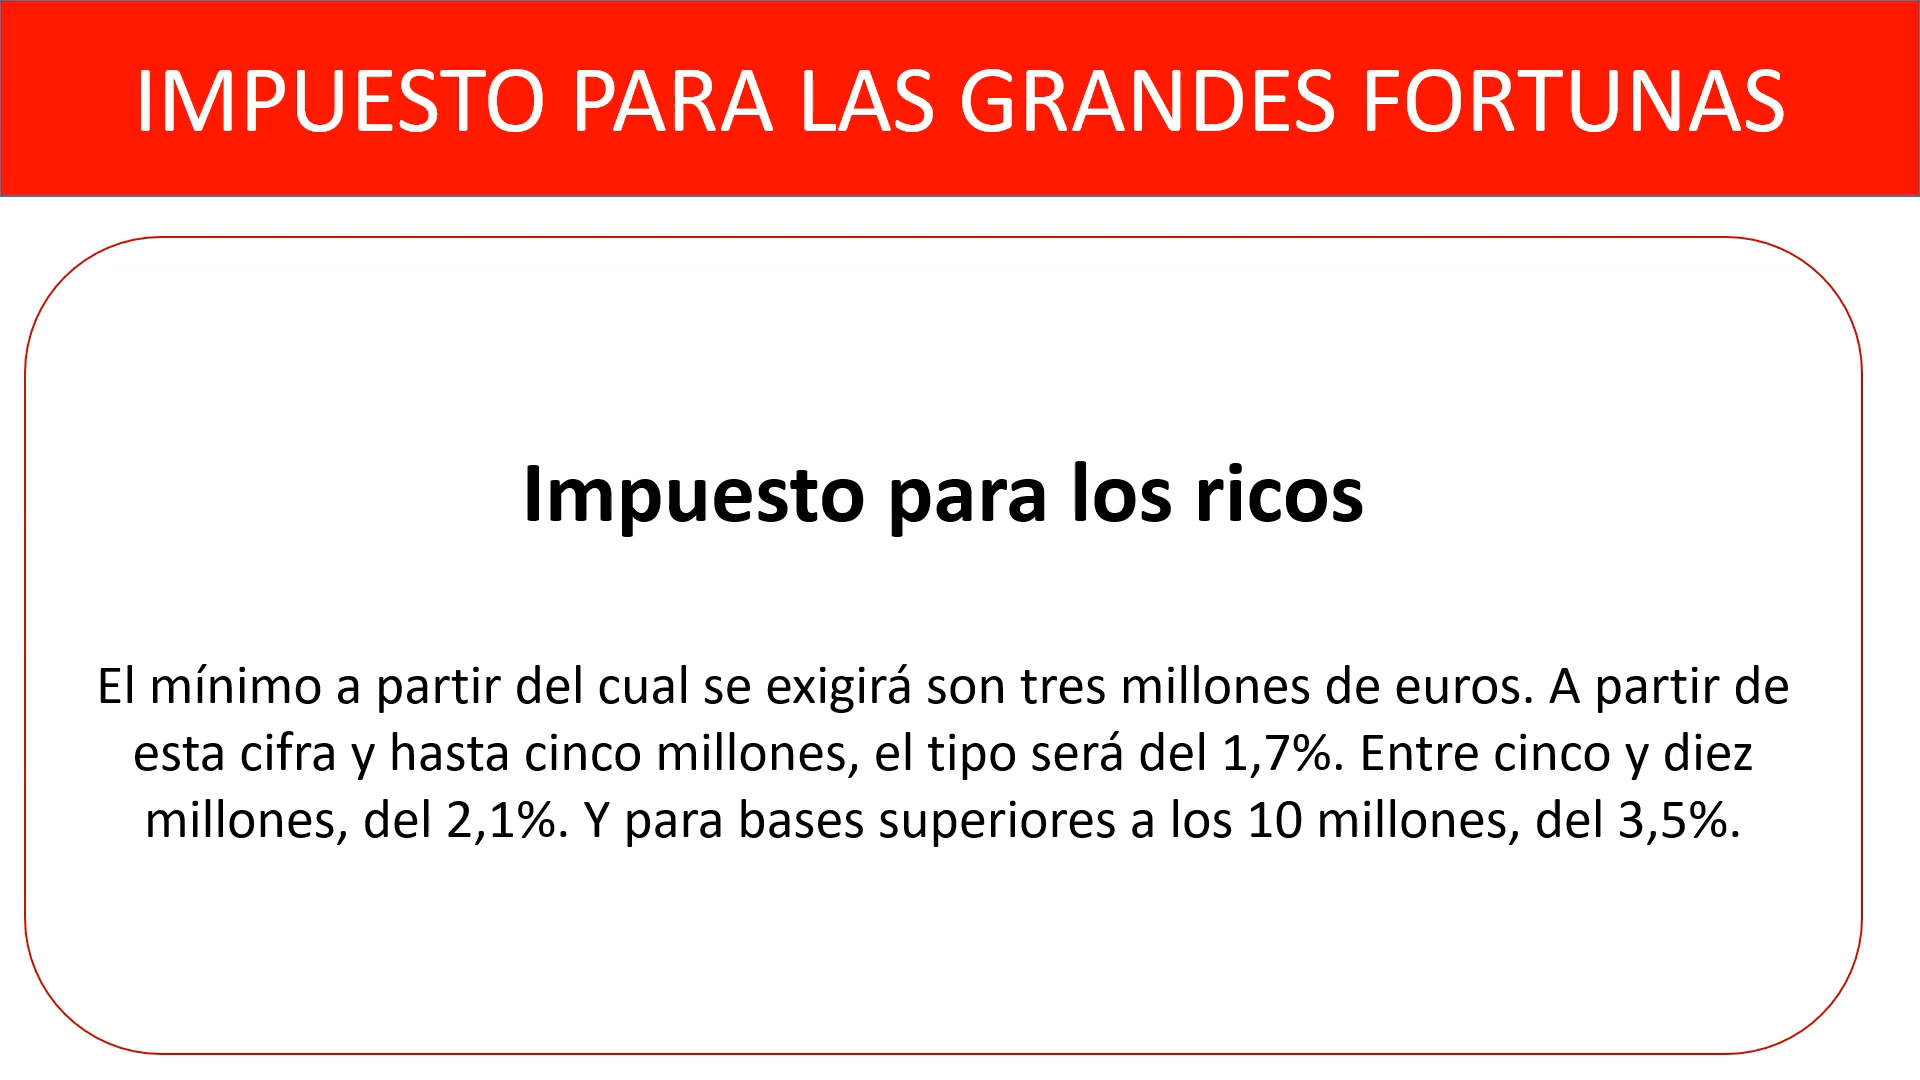 IMPUESTO PARA LAS GRANDES FORTUNAS
Impuesto para los ricos
El mínimo a partir del cual se exigirá son tres millones de euros. A partir de
esta cifra y hasta cinco millones, el tipo será del 1,7%. Entre cinco y diez
millones, del 2,1%. Y para bases superiores a los 10 millones, del 3,5%.